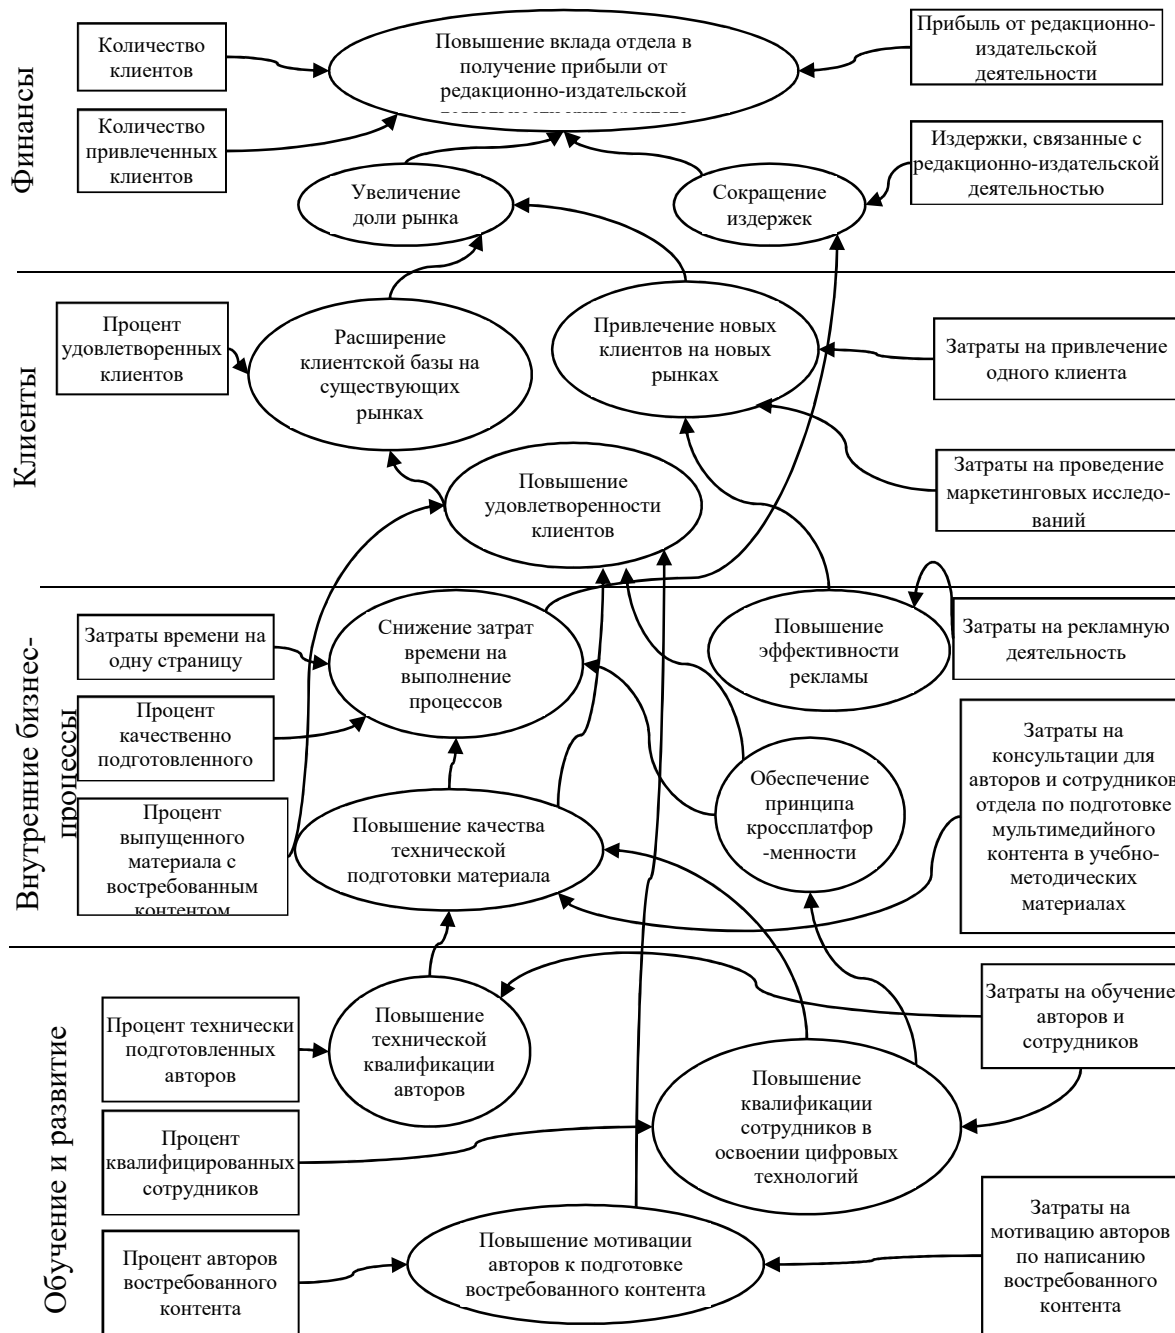 Финансы
Количество
клиентов
Повышение вклада отдела в
получение прибыли от
редакционно-издательской
Прибыль от редакционно-
издательской
деятельности
Количество
привлеченных
клиентов
Издержки, связанные с
редакционно-издательской
деятельностью
Увеличение
доли рынка
Сокращение
издержек
Клиенты
Процент
удовлетворенных
клиентов
Расширение
клиентской базы на
существующих
рынках
Привлечение новых
клиентов на новых
рынках
Затраты на привлечение
одного клиента
Повышение
удовлетворенности
клиентов
Затраты на проведение
маркетинговых исследо-
ваний
Внутренние бизнес-
процессы
Затраты времени на
одну страницу
Снижение затрат
времени на
выполнение
процессов
Повышение
эффективности
рекламы
Затраты на рекламную
деятельность
Процент
качественно
подготовленного
Обеспечение
принципа
кроссплатфор
-менности
Затраты на
консультации для
авторов и сотрудников
отдела по подготовке
мультимедийного
контента в учебно-
методических
материалах
Процент
выпущенного
материала с
востребованным
контентом
Повышение качества
технической
подготовки материала
Обучение и развитие
Процент технически
подготовленных
авторов
Повышение
технической
квалификации
авторов
Затраты на обучение
авторов и
сотрудников
Процент
квалифицированных
сотрудников
Повышение
квалификации
сотрудников в
освоении цифровых
технологий
Процент авторов
востребованного
контента
Повышение мотивации
авторов к подготовке
востребованного контента
Затраты на
мотивацию авторов
по написанию
востребованного
контента